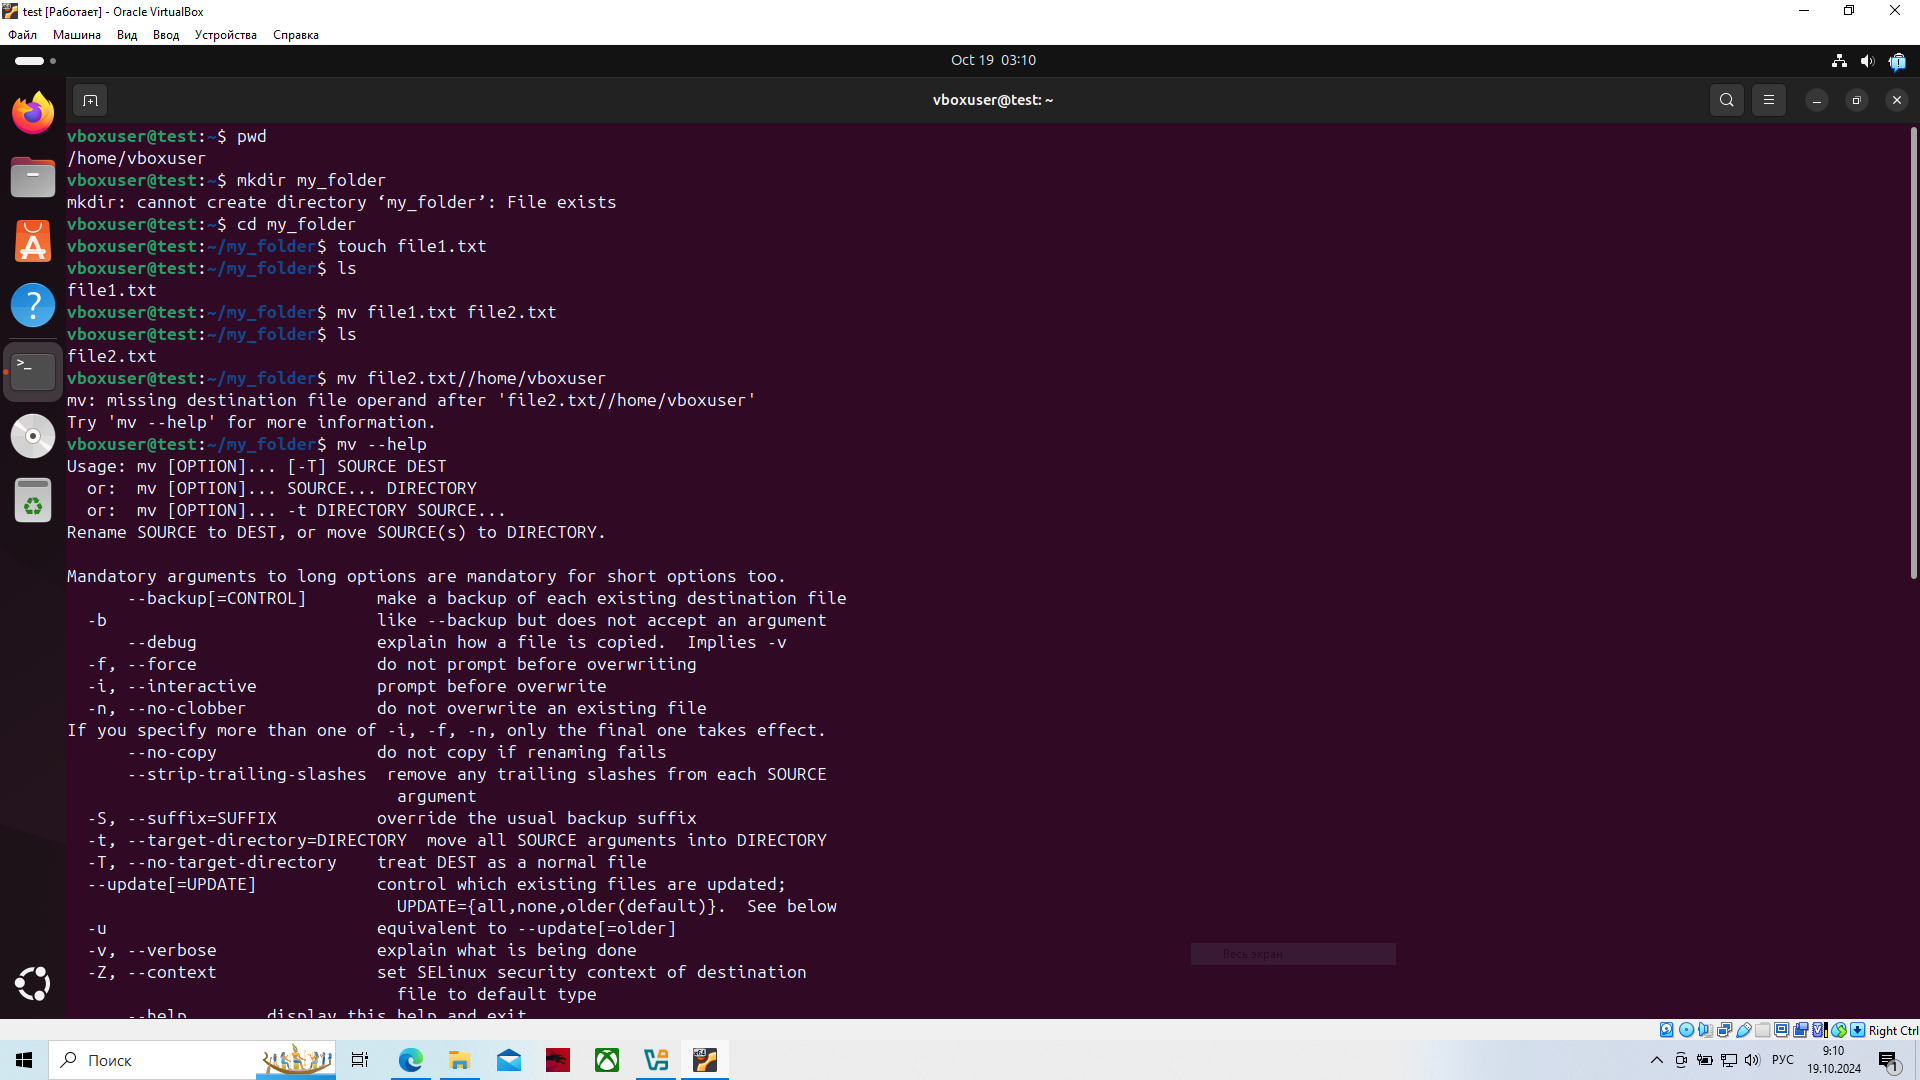 test [Работает] - Oracle VirtualBox
Файл Машина Вид Ввод Устройства Справка
Oct 19 03:10
vboxuser@test: ~
vboxuser@test:~$ pwd
/home/vboxuser
vboxuser@test:~$ mkdir my_folder
mkdir: cannot create directory ‘my_folder’: File exists
vboxuser@test:~$ cd my_folder
vboxuser@test:~/my_folder$ touch file1.txt
vboxuser@test:~/my_folder$ ls
file1.txt
vboxuser@test:~/my_folder$ mv file1.txt file2.txt
vboxuser@test:~/my_folder$ ls
file2.txt
vboxuser@test:~/my_folder$ mv file2.txt//home/vboxuser
mv: missing destination file operand after 'file2.txt//home/vboxuser'
Try 'mv --help' for more information.
vboxuser@test:~/my_folder$ mv --help
Usage: mv [OPTION]... [-T] SOURCE DEST
  or:  mv [OPTION]... SOURCE... DIRECTORY
  or:  mv [OPTION]... -t DIRECTORY SOURCE...
Rename SOURCE to DEST, or move SOURCE(s) to DIRECTORY.
Mandatory arguments to long options are mandatory for short options too.
      --backup[=CONTROL]       make a backup of each existing destination file
  -b                           like --backup but does not accept an argument
      --debug                  explain how a file is copied.  Implies -v
  -f, --force                  do not prompt before overwriting
  -i, --interactive            prompt before overwrite
  -n, --no-clobber             do not overwrite an existing file
If you specify more than one of -i, -f, -n, only the final one takes effect.
      --no-copy                do not copy if renaming fails
      --strip-trailing-slashes  remove any trailing slashes from each SOURCE
                                 argument
  -S, --suffix=SUFFIX          override the usual backup suffix
  -t, --target-directory=DIRECTORY  move all SOURCE arguments into DIRECTORY
  -T, --no-target-directory    treat DEST as a normal file
  --update[=UPDATE]            control which existing files are updated;
                                 UPDATE={all,none,older(default)}.  See below
  -u                           equivalent to --update[=older]
  -v, --verbose                explain what is being done
Весь экран
  -Z, --context                set SELinux security context of destination
                                 file to default type
      --help        display this help and exit
Right Ctrl
Поиск
РУС
9:10
19.10.2024
1